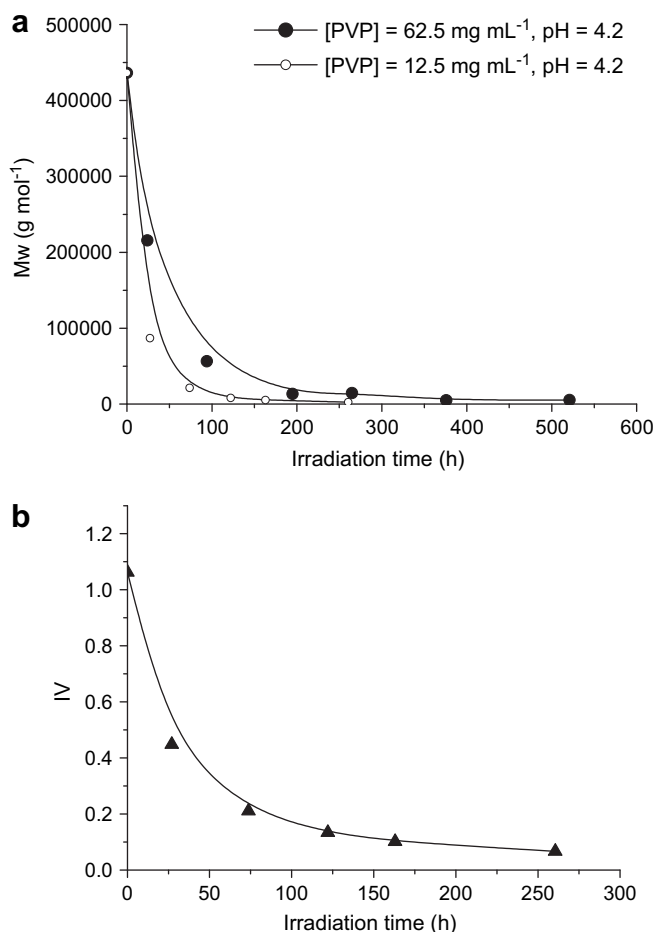 a
500000
[PVP] = 62.5 mg mL⁻¹, pH = 4.2
[PVP] = 12.5 mg mL⁻¹, pH = 4.2
400000
300000
200000
100000
0
Mw (g mol⁻¹)
0 100 200 300 400 500 600
Irradiation time (h)
b
1.2
1.0
0.8
0.6
0.4
0.2
0.0
IV
0 50 100 150 200 250 300
Irradiation time (h)